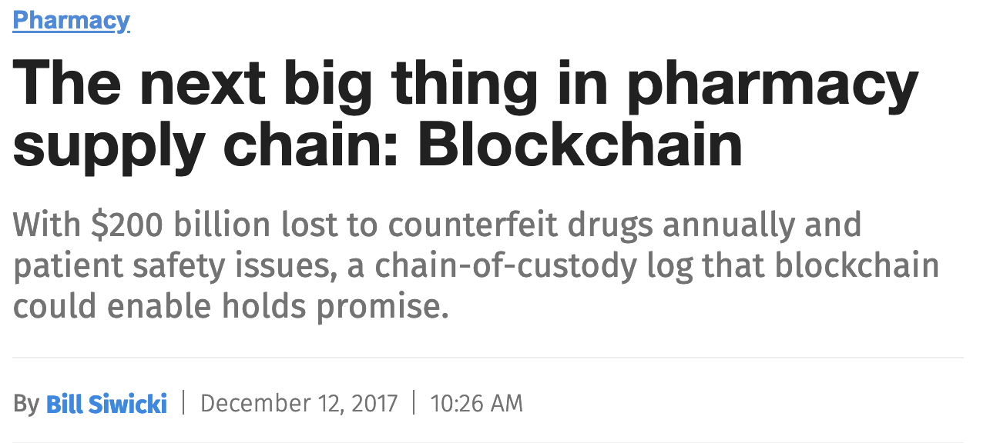 Pharmacy
The next big thing in pharmacy
supply chain: Blockchain
With $200 billion lost to counterfeit drugs annually and
patient safety issues, a chain-of-custody log that blockchain
could enable holds promise.
By Bill Siwicki | December 12, 2017 | 10:26 AM